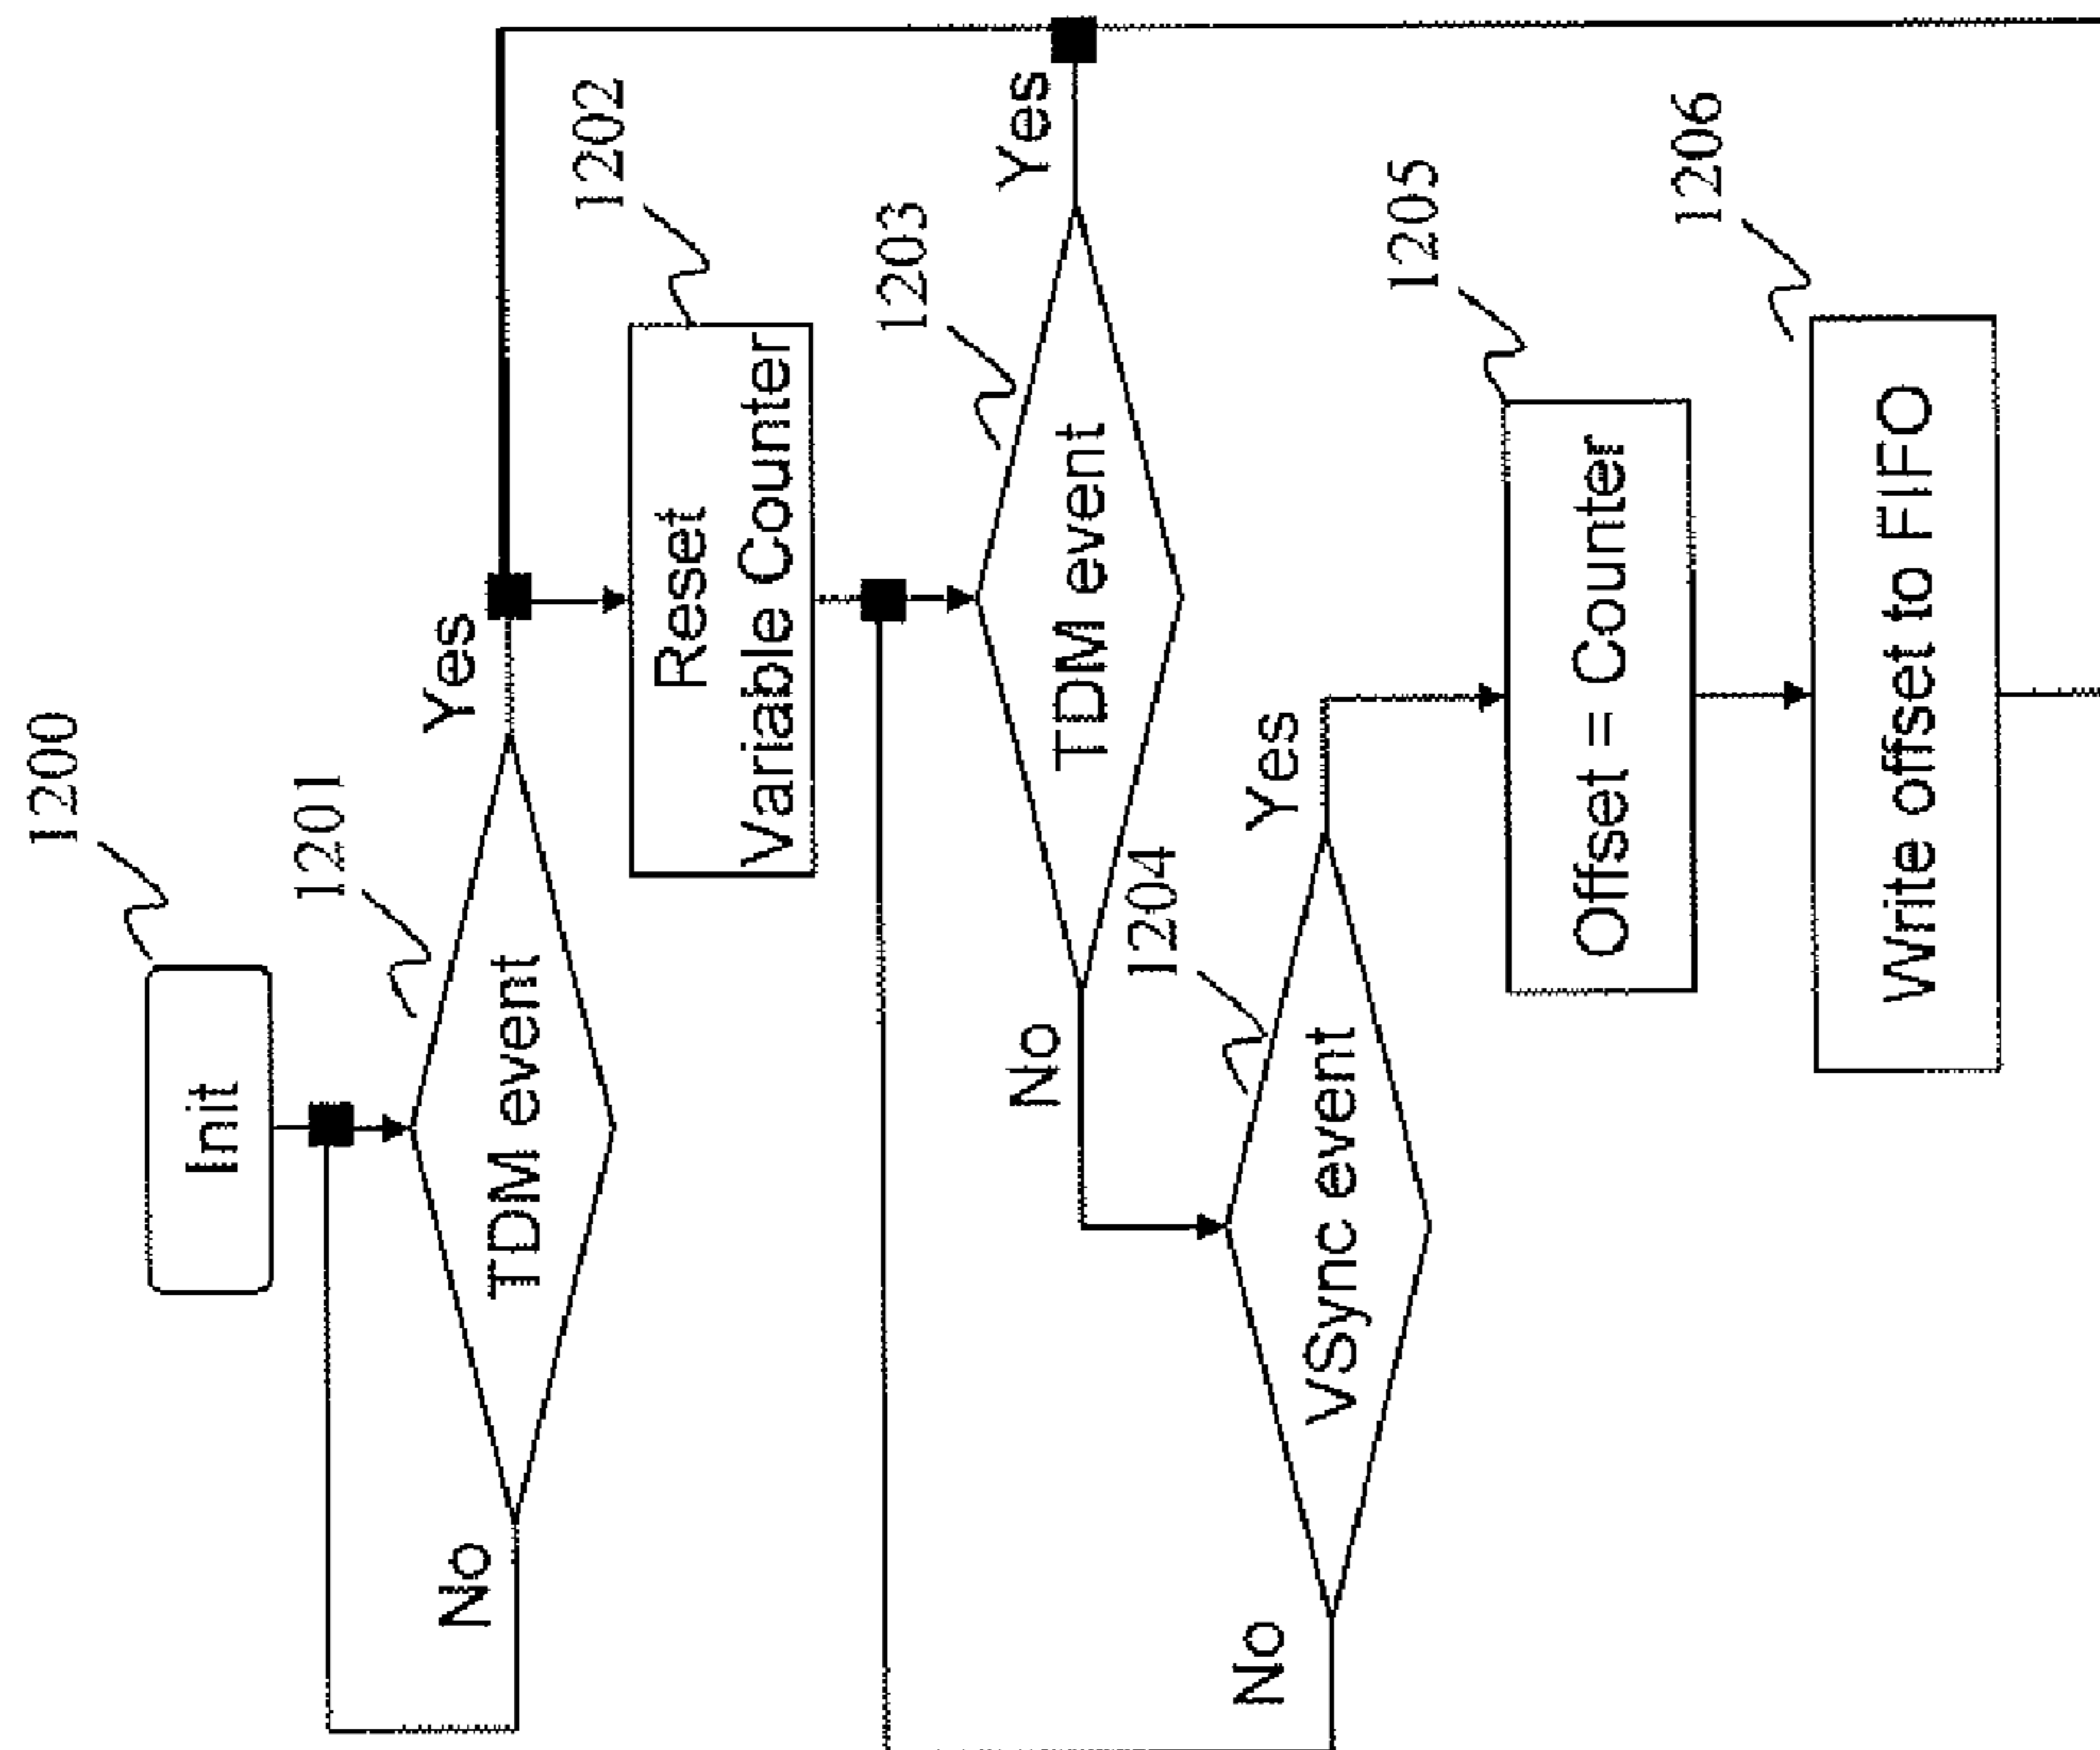 1200
Init
1201
TDM event
Yes
No
1202
Reset
Variable Counter
1203
TDM event
Yes
No
1204
VSync event
Yes
No
1205
Offset = Counter
1206
Write offset to FIFO